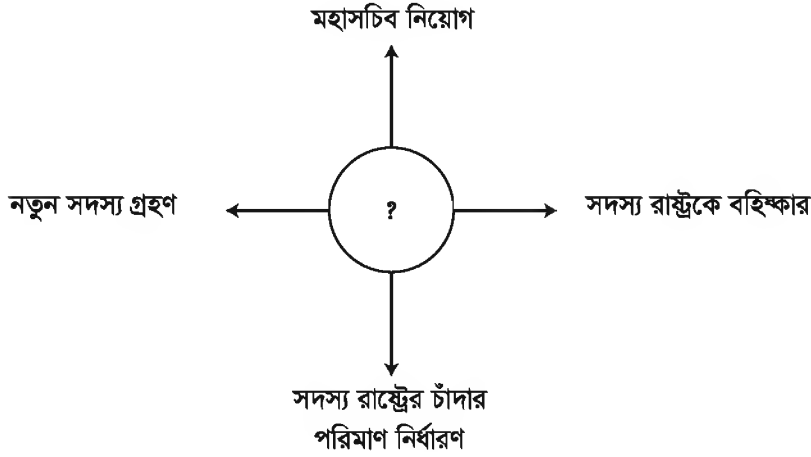 মহাসচিব নিয়োগ
নতুন সদস্য গ্রহণ
?
সদস্য রাষ্ট্রকে বহিষ্কার
সদস্য রাষ্ট্রের চাঁদার
পরিমাণ নির্ধারণ